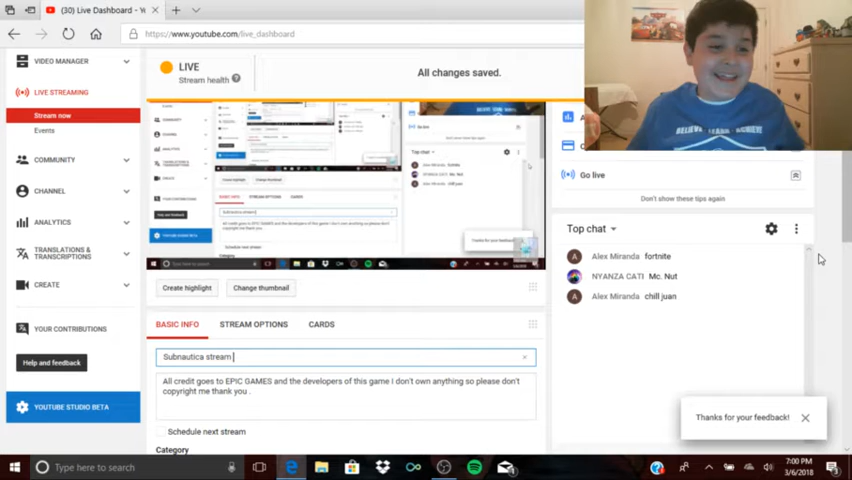 (30) Live Dashboard - Yo
https://www.youtube.com/live_dashboard
VIDEO MANAGER
LIVE STREAMING
Stream now
Events
COMMUNITY
CHANNEL
ANALYTICS
TRANSLATIONS &
TRANSCRIPTIONS
CREATE
YOUR CONTRIBUTIONS
Help and feedback
YOUTUBE STUDIO BETA
LIVE
Stream health ?
All changes saved.
Create highlight
Change thumbnail
BASIC INFO
STREAM OPTIONS
CARDS
Subnautica stream
All credit goes to EPIC GAMES and the developers of this game I don't own anything so please don't
copyright me thank you .
Schedule next stream
Category
BELIEVE LEARN ACHIEVE
Go live
Don't show these tips again
Top chat
A Alex Miranda fortnite
NYANZA CATI Mc. Nut
A Alex Miranda chill juan
Thanks for your feedback!
Type here to search
7:00 PM
3/6/2018